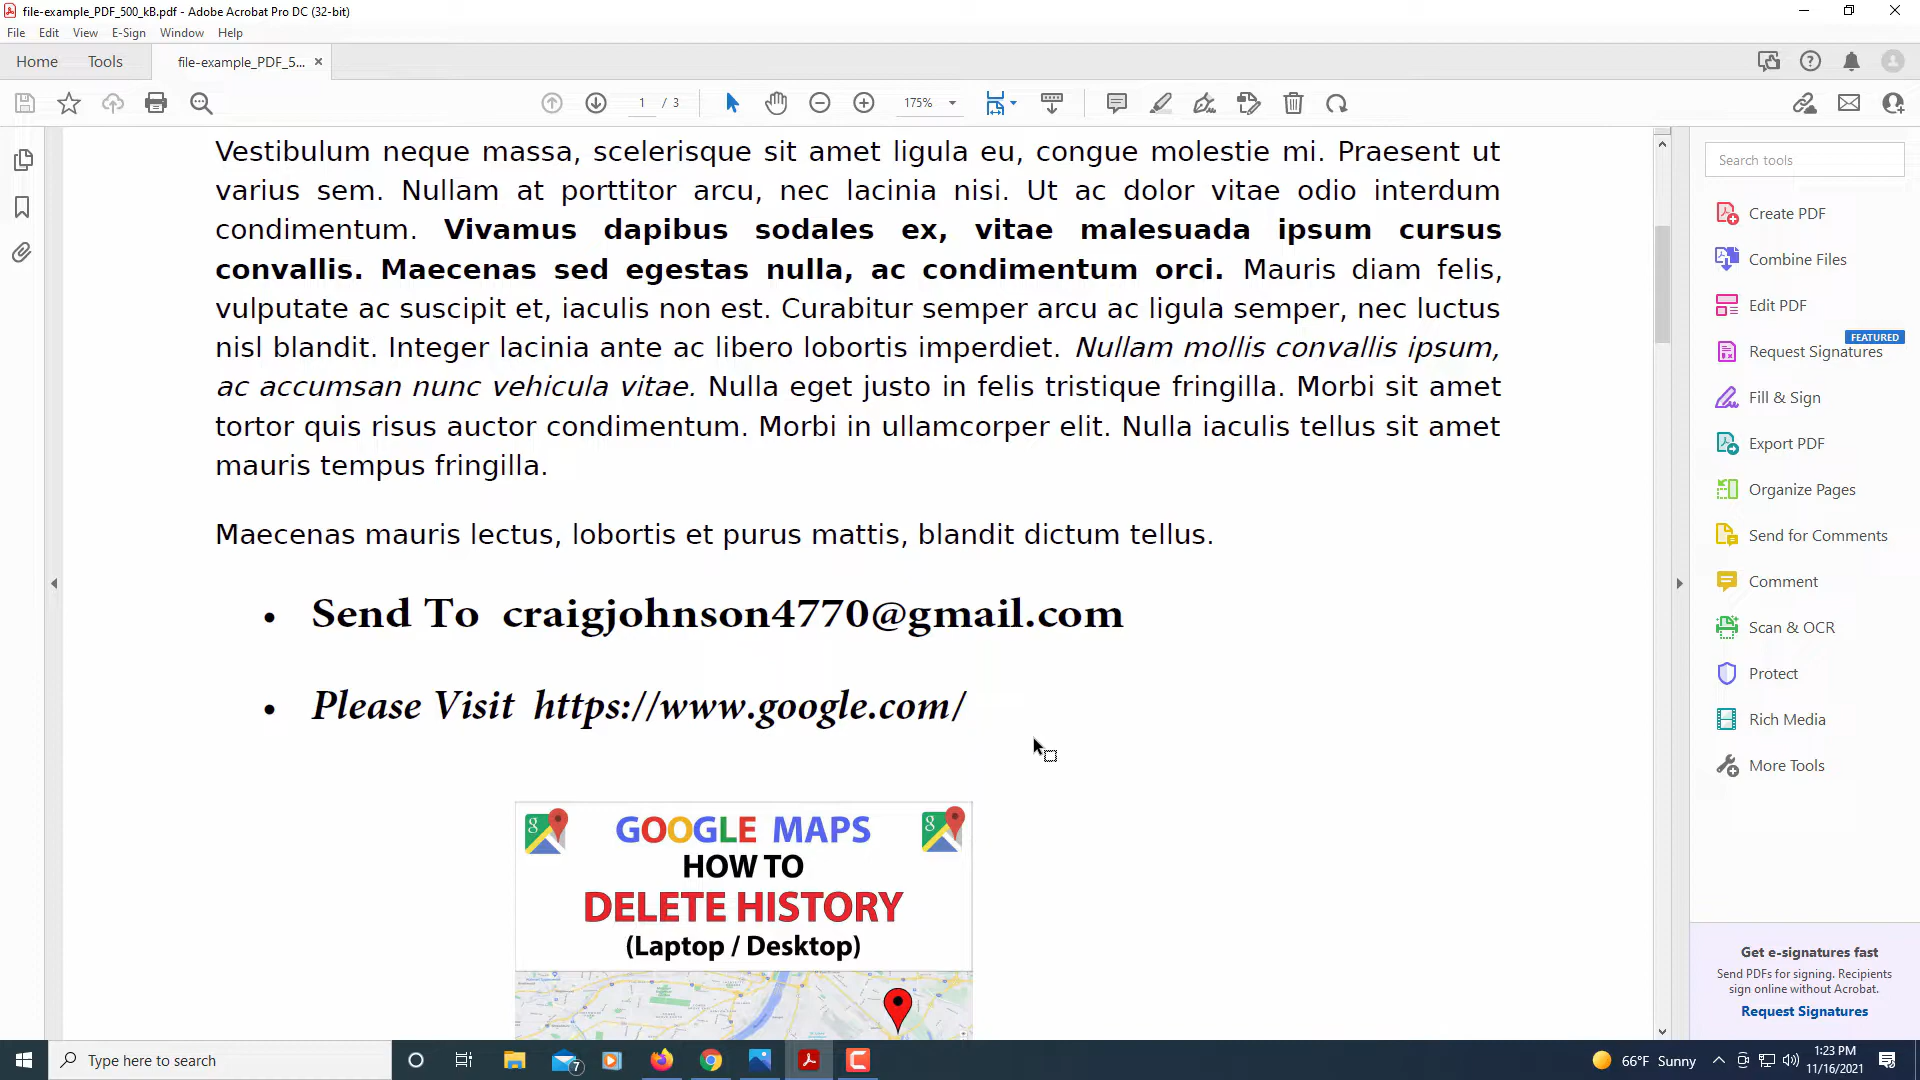 file-example_PDF_500_kB.pdf - Adobe Acrobat Pro DC (32-bit)
File Edit View E-Sign Window Help
Home Tools file-example_PDF_5... ×
1 / 3 175%
Vestibulum neque massa, scelerisque sit amet ligula eu, congue molestie mi. Praesent ut
varius sem. Nullam at porttitor arcu, nec lacinia nisi. Ut ac dolor vitae odio interdum
condimentum. Vivamus dapibus sodales ex, vitae malesuada ipsum cursus
convallis. Maecenas sed egestas nulla, ac condimentum orci. Mauris diam felis,
vulputate ac suscipit et, iaculis non est. Curabitur semper arcu ac ligula semper, nec luctus
nisl blandit. Integer lacinia ante ac libero lobortis imperdiet. Nullam mollis convallis ipsum,
ac accumsan nunc vehicula vitae. Nulla eget justo in felis tristique fringilla. Morbi sit amet
tortor quis risus auctor condimentum. Morbi in ullamcorper elit. Nulla iaculis tellus sit amet
mauris tempus fringilla.
Maecenas mauris lectus, lobortis et purus mattis, blandit dictum tellus.
• Send To craigjohnson4770@gmail.com
• Please Visit https://www.google.com/
GOOGLE MAPS
HOW TO
DELETE HISTORY
(Laptop / Desktop)
Search tools
Create PDF
Combine Files
Edit PDF
FEATURED
Request Signatures
Fill & Sign
Export PDF
Organize Pages
Send for Comments
Comment
Scan & OCR
Protect
Rich Media
More Tools
Get e-signatures fast
Send PDFs for signing. Recipients
sign online without Acrobat.
Request Signatures
Type here to search
7
66°F Sunny
1:23 PM
11/16/2021